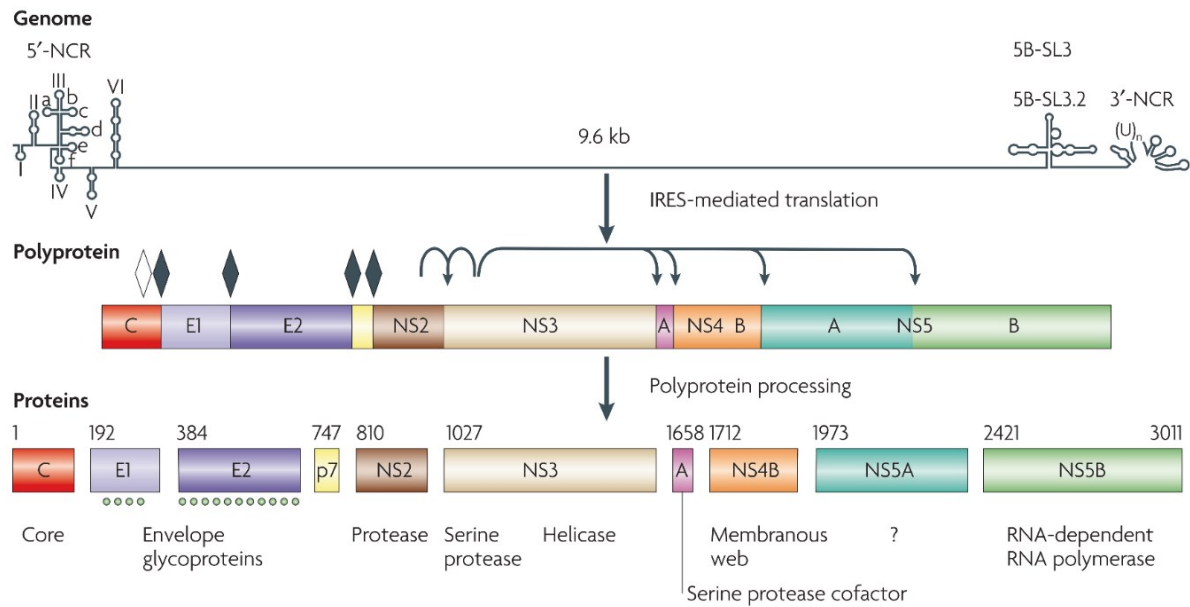 Genome
5′-NCR
5B-SL3
III
VI
II a b c
5B-SL3.2
3′-NCR
d
9.6 kb
(U)n
e
I
f
IV
V
IRES-mediated translation
Polyprotein
C E1 E2 NS2 NS3 A NS4 B A NS5 B
Polyprotein processing
Proteins
1 192 384 747 810 1027 1658 1712 1973 2421 3011
C E1 E2 p7 NS2 NS3 A NS4B NS5A NS5B
Core Envelope Protease Serine Helicase Membranous ? RNA-dependent
glycoproteins protease web RNA polymerase
Serine protease cofactor